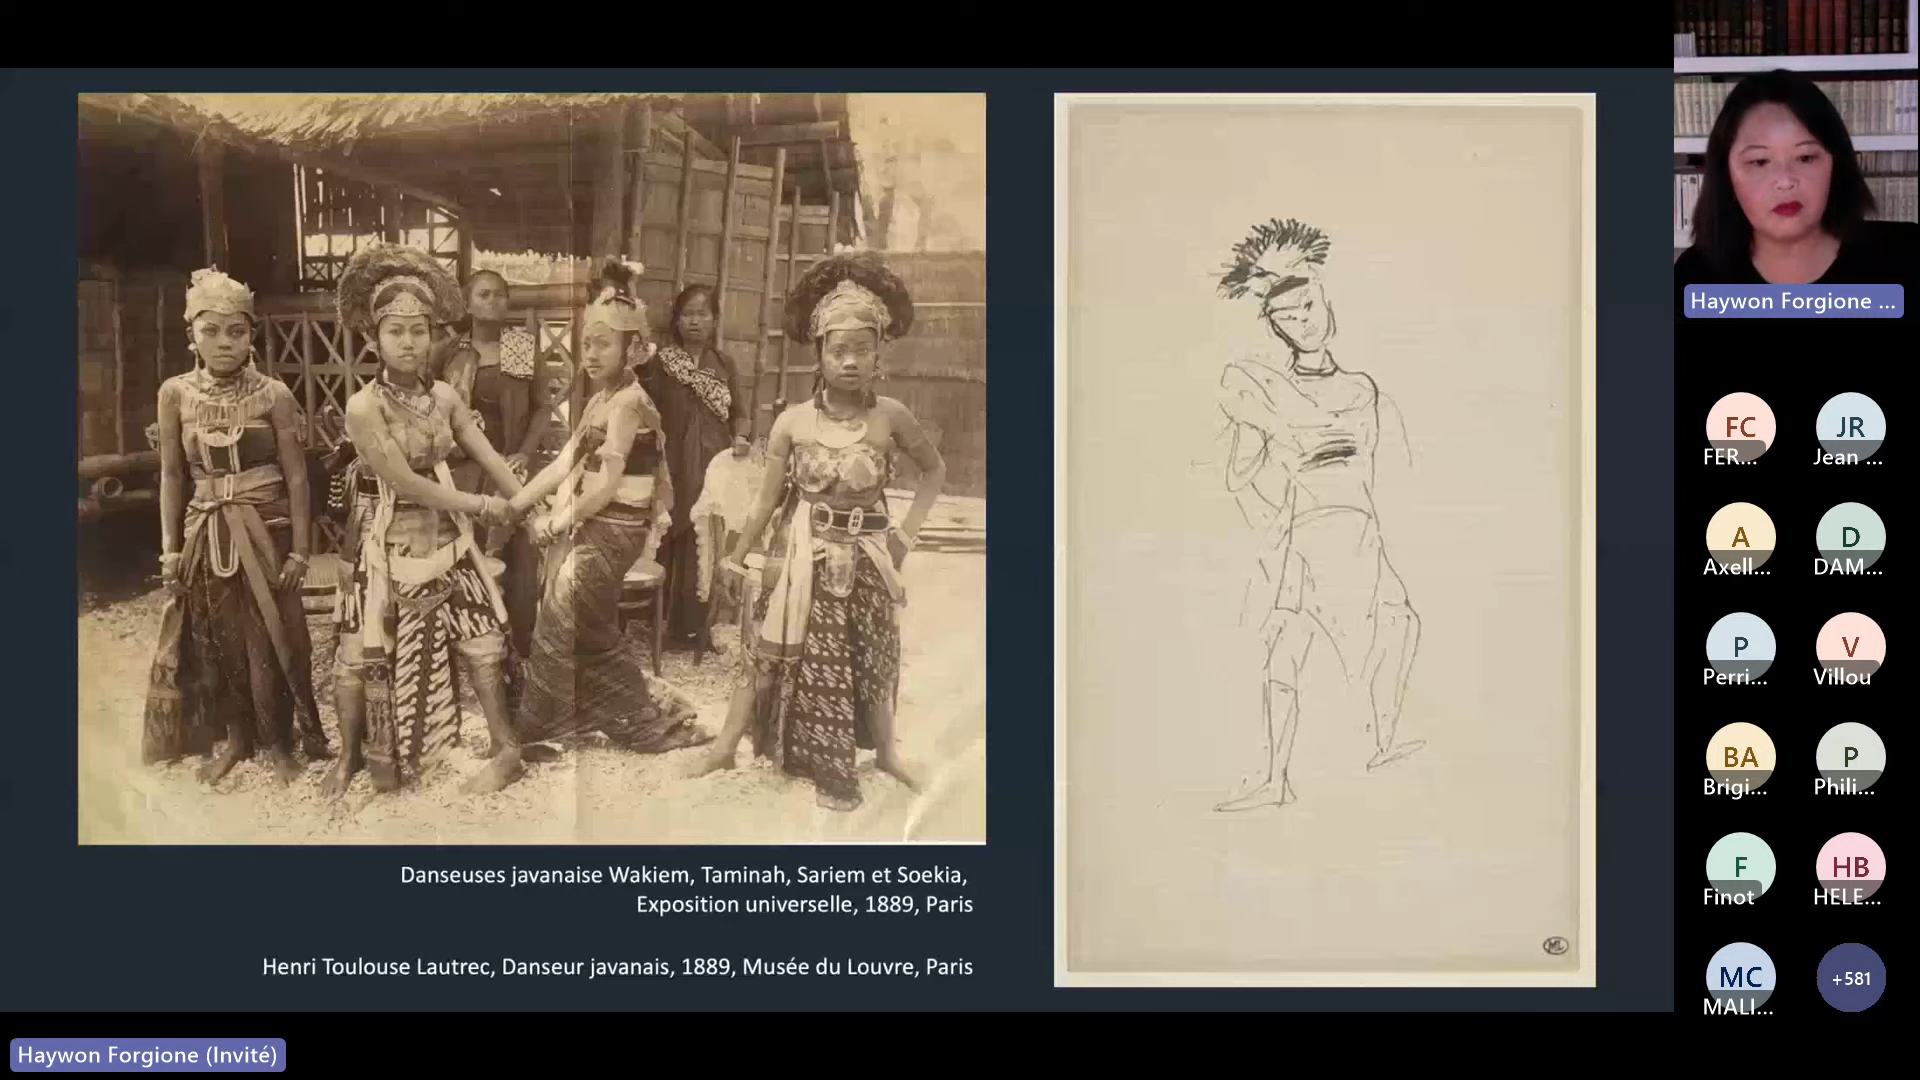 Danseuses javanaise Wakiem, Taminah, Sariem et Soekia,
Exposition universelle, 1889, Paris
Henri Toulouse Lautrec, Danseur javanais, 1889, Musée du Louvre, Paris
Haywon Forgione ...
FC
FER...
JR
Jean ...
A
Axell...
D
DAM...
P
Perri...
V
Villou
BA
Brigi...
P
Phili...
F
Finot
HB
HELE...
MC
MALI...
+581
Haywon Forgione (Invité)